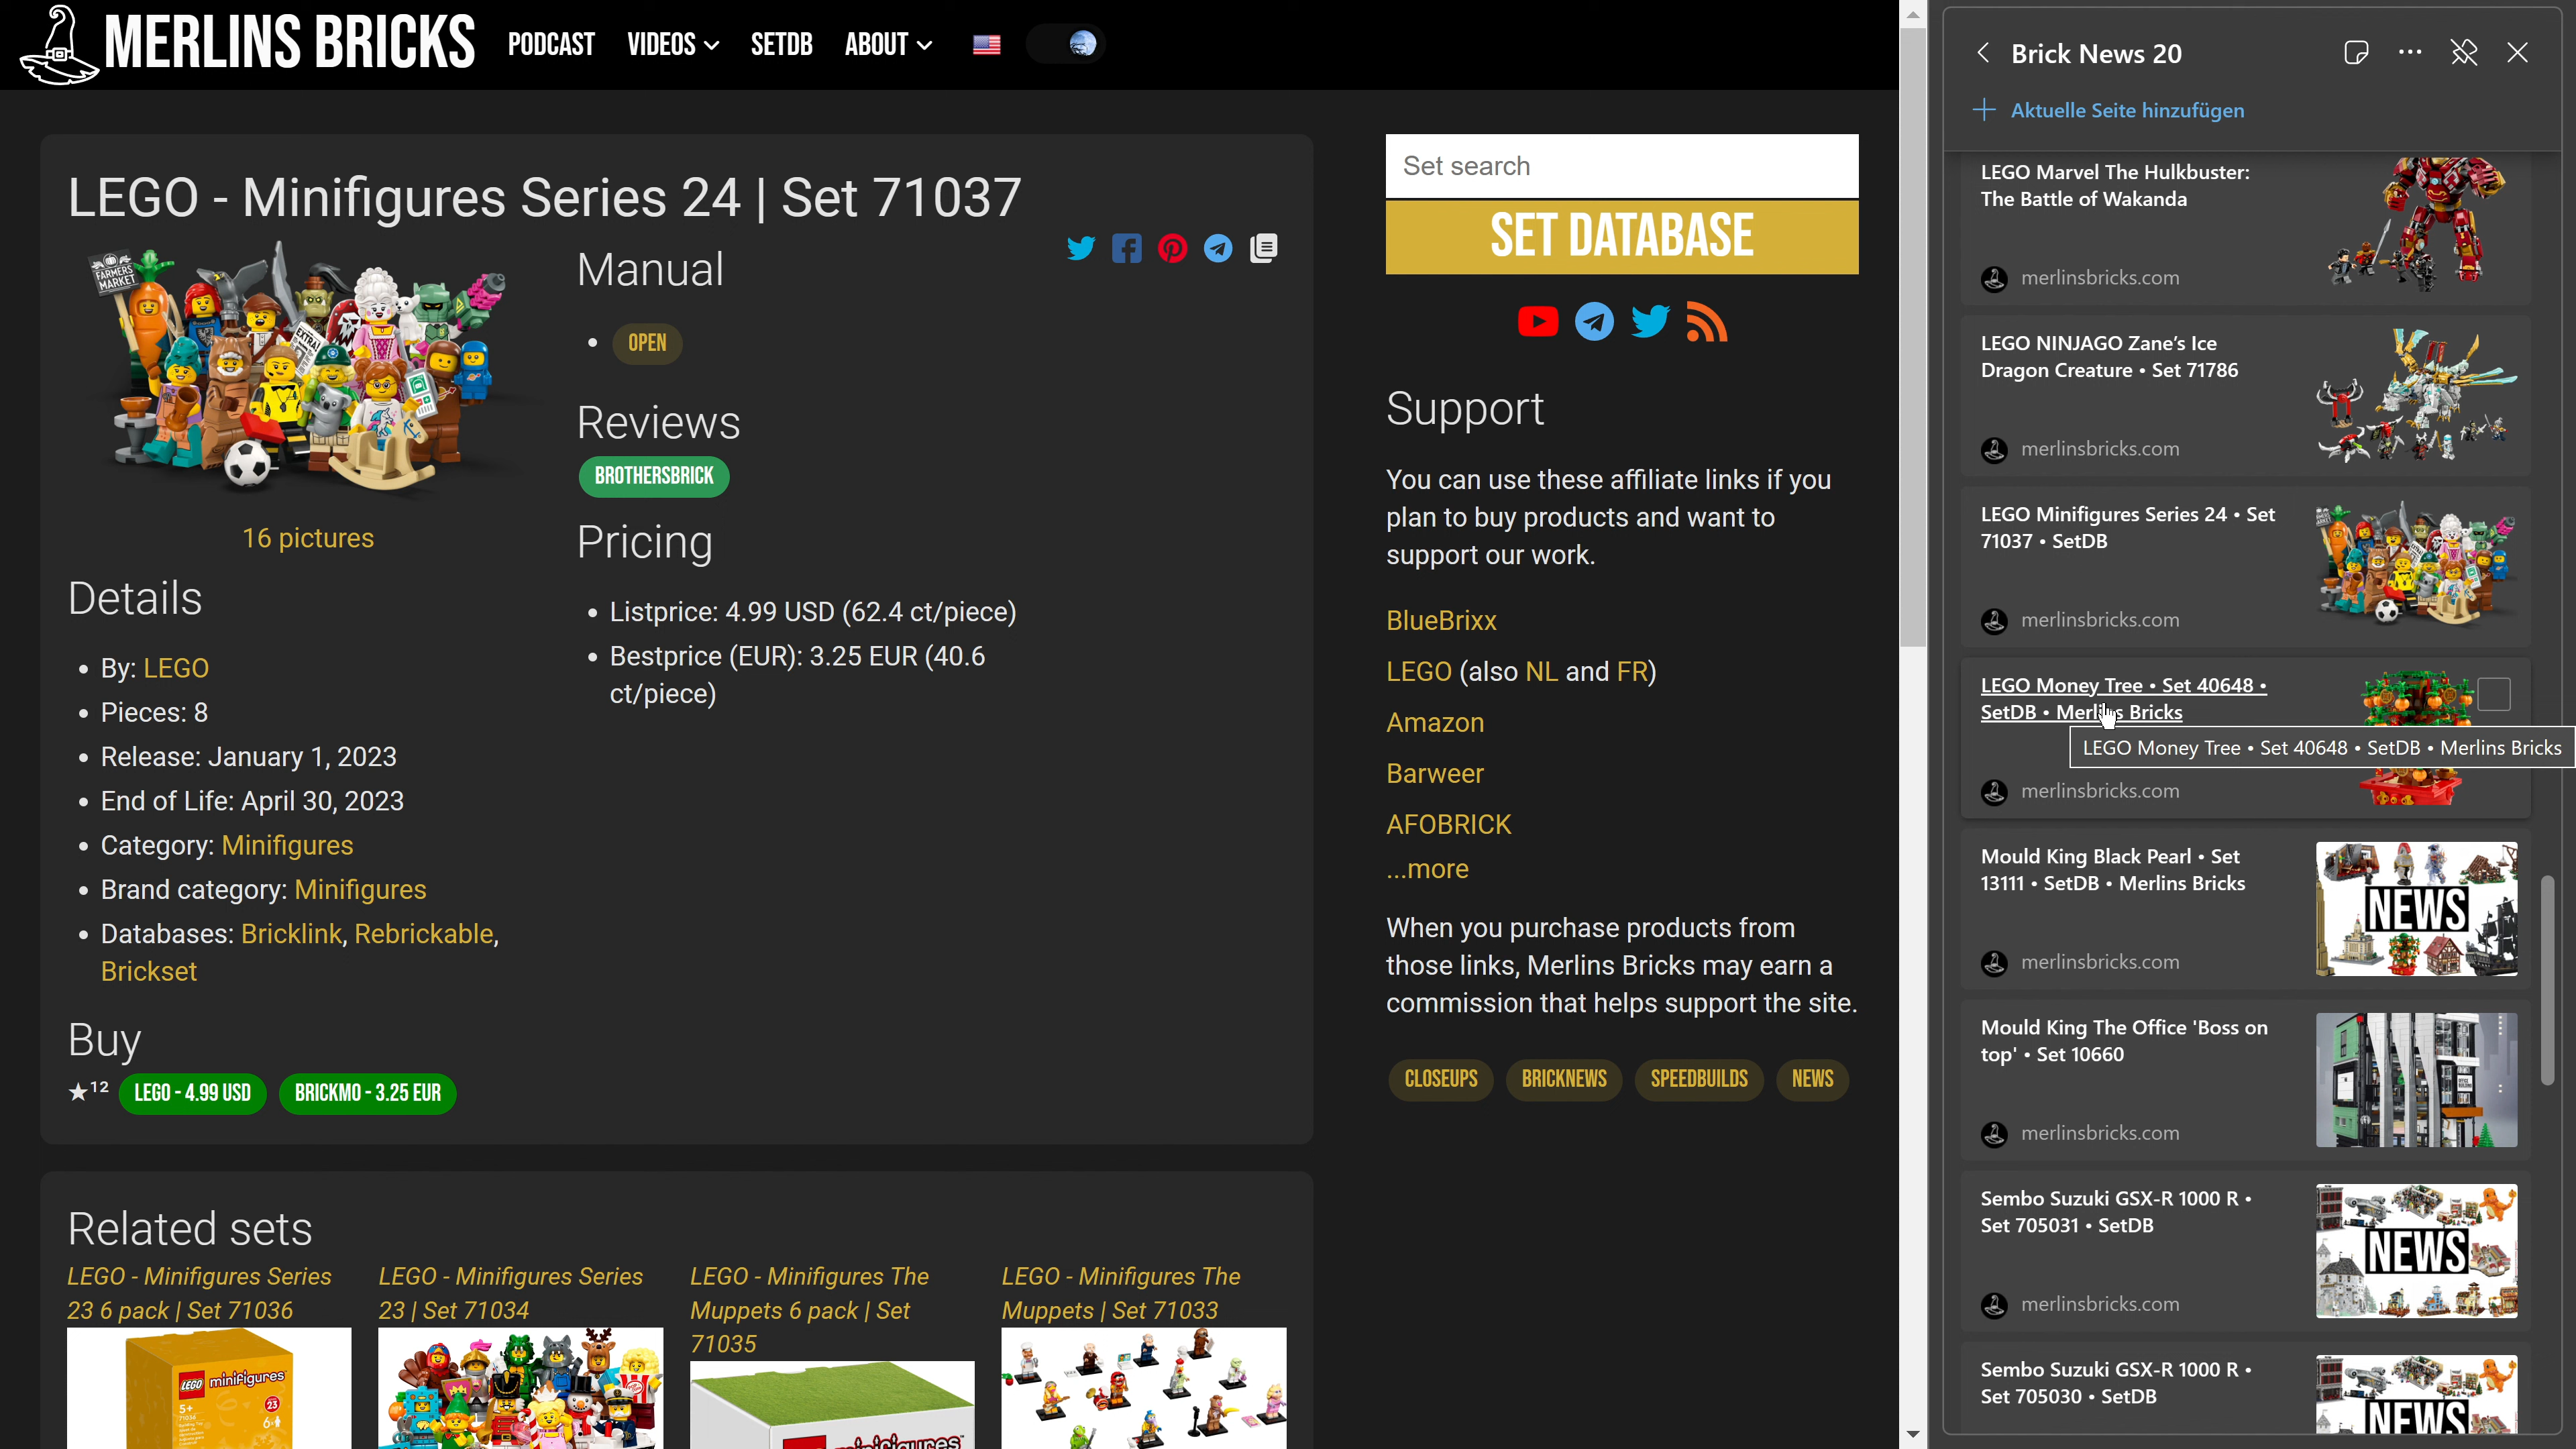 MERLINS BRICKS
PODCAST VIDEOS SETDB ABOUT
LEGO - Minifigures Series 24 | Set 71037
FARMERS
MARKET
EXTRA!
16 pictures
Details
• By: LEGO
• Pieces: 8
• Release: January 1, 2023
• End of Life: April 30, 2023
• Category: Minifigures
• Brand category: Minifigures
• Databases: Bricklink, Rebrickable,
Brickset
Buy
★12 LEGO - 4.99 USD BRICKMO - 3.25 EUR
Manual
• OPEN
Reviews
BROTHERSBRICK
Pricing
• Listprice: 4.99 USD (62.4 ct/piece)
• Bestprice (EUR): 3.25 EUR (40.6
ct/piece)
Related sets
LEGO - Minifigures Series
23 6 pack | Set 71036
LEGO minifigures
5+
23
6
LEGO - Minifigures Series
23 | Set 71034
LEGO - Minifigures The
Muppets 6 pack | Set
71035
minifigures
LEGO - Minifigures The
Muppets | Set 71033
Set search
SET DATABASE
Support
You can use these affiliate links if you
plan to buy products and want to
support our work.
BlueBrixx
LEGO (also NL and FR)
Amazon
Barweer
AFOBRICK
...more
When you purchase products from
those links, Merlins Bricks may earn a
commission that helps support the site.
CLOSEUPS BRICKNEWS SPEEDBUILDS NEWS
Brick News 20
Aktuelle Seite hinzufügen
LEGO Marvel The Hulkbuster:
The Battle of Wakanda
merlinsbricks.com
LEGO NINJAGO Zane's Ice
Dragon Creature • Set 71786
merlinsbricks.com
LEGO Minifigures Series 24 • Set
71037 • SetDB
merlinsbricks.com
LEGO Money Tree • Set 40648 •
SetDB • Merlins Bricks
LEGO Money Tree • Set 40648 • SetDB • Merlins Bricks
merlinsbricks.com
Mould King Black Pearl • Set
13111 • SetDB • Merlins Bricks
NEWS
merlinsbricks.com
Mould King The Office 'Boss on
top' • Set 10660
merlinsbricks.com
Sembo Suzuki GSX-R 1000 R •
Set 705031 • SetDB
NEWS
merlinsbricks.com
Sembo Suzuki GSX-R 1000 R •
Set 705030 • SetDB
NEWS